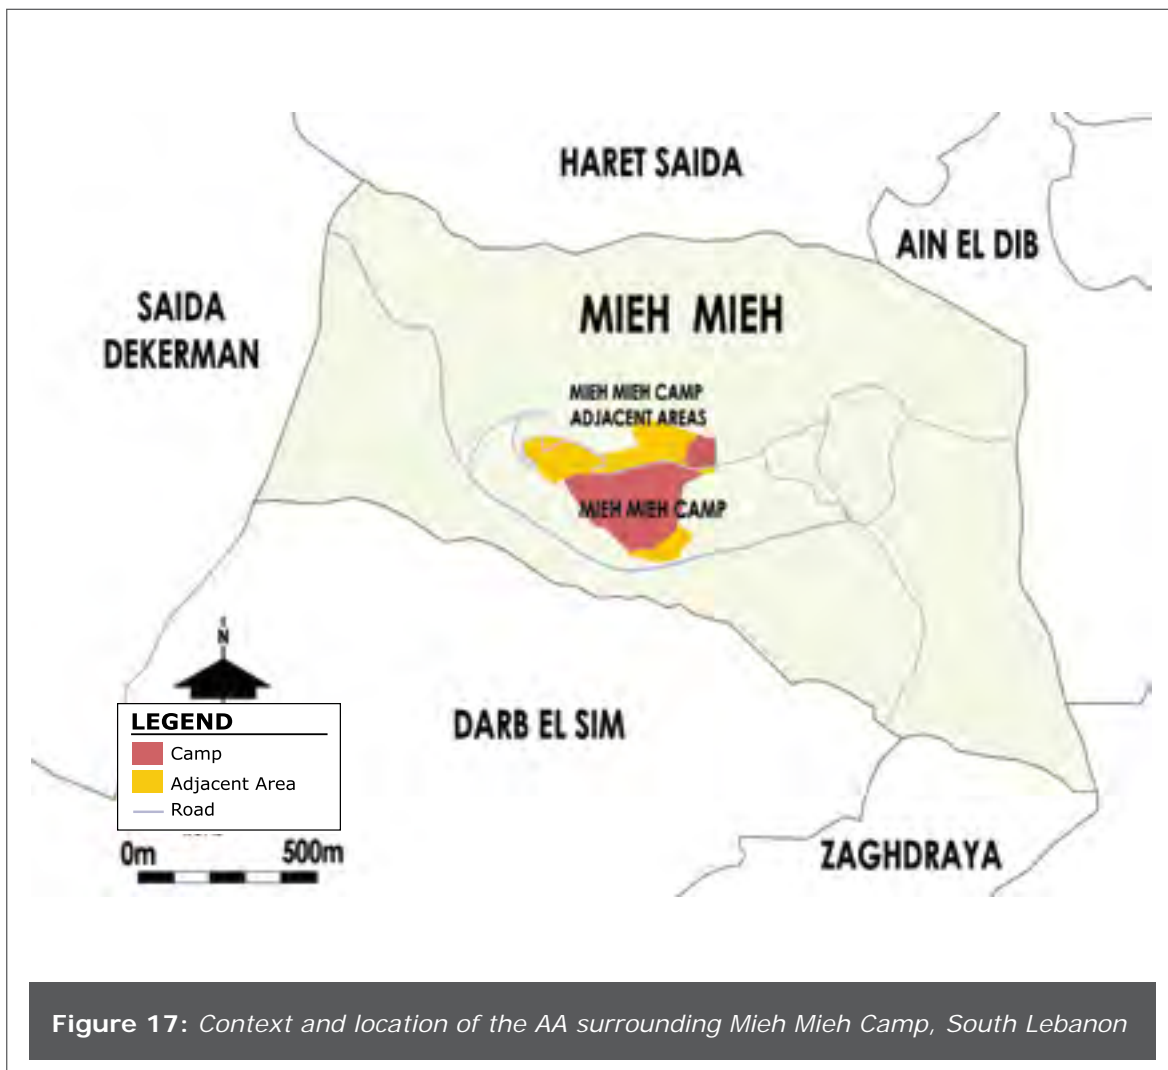 HARET SAIDA
AIN EL DIB
SAIDA
DEKERMAN
MIEH MIEH
MIEH MIEH CAMP
ADJACENT AREAS
MIEH MIEH CAMP
N
DARB EL SIM
LEGEND
Camp
Adjacent Area
Road
0m 500m
ZAGHDRAYA
Figure 17: Context and location of the AA surrounding Mieh Mieh Camp, South Lebanon